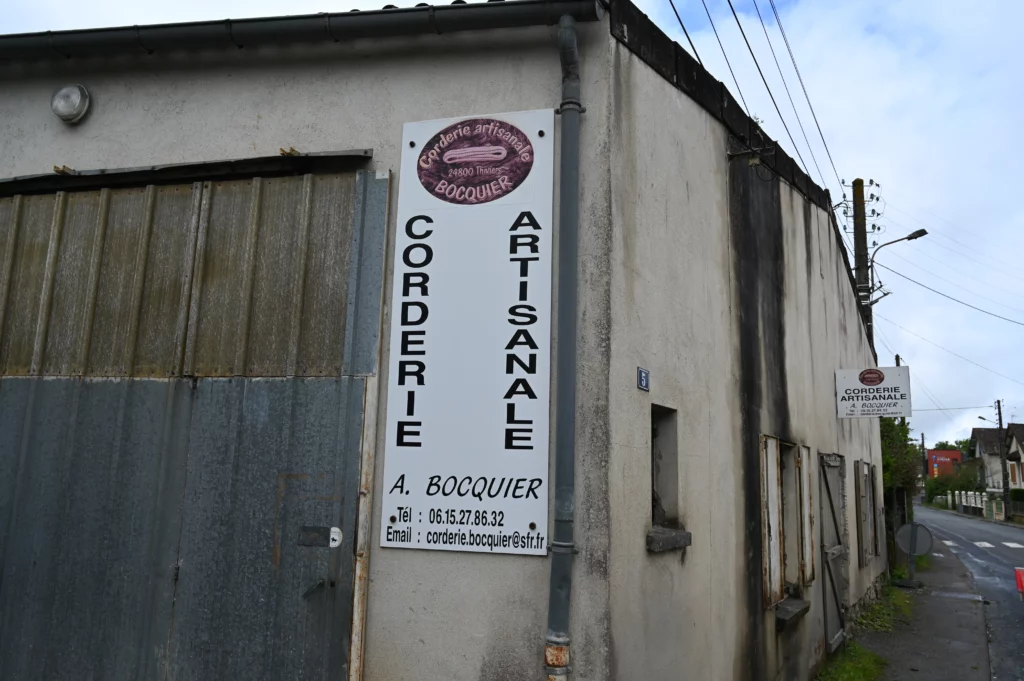 Corderie artisanale
24800 Thiviers
BOCQUIER
CORDERIE
ARTISANALE
A. BOCQUIER
Tél : 06.15.27.86.32
Email : corderie.bocquier@sfr.fr
5
CORDERIE
ARTISANALE
A. BOCQUIER